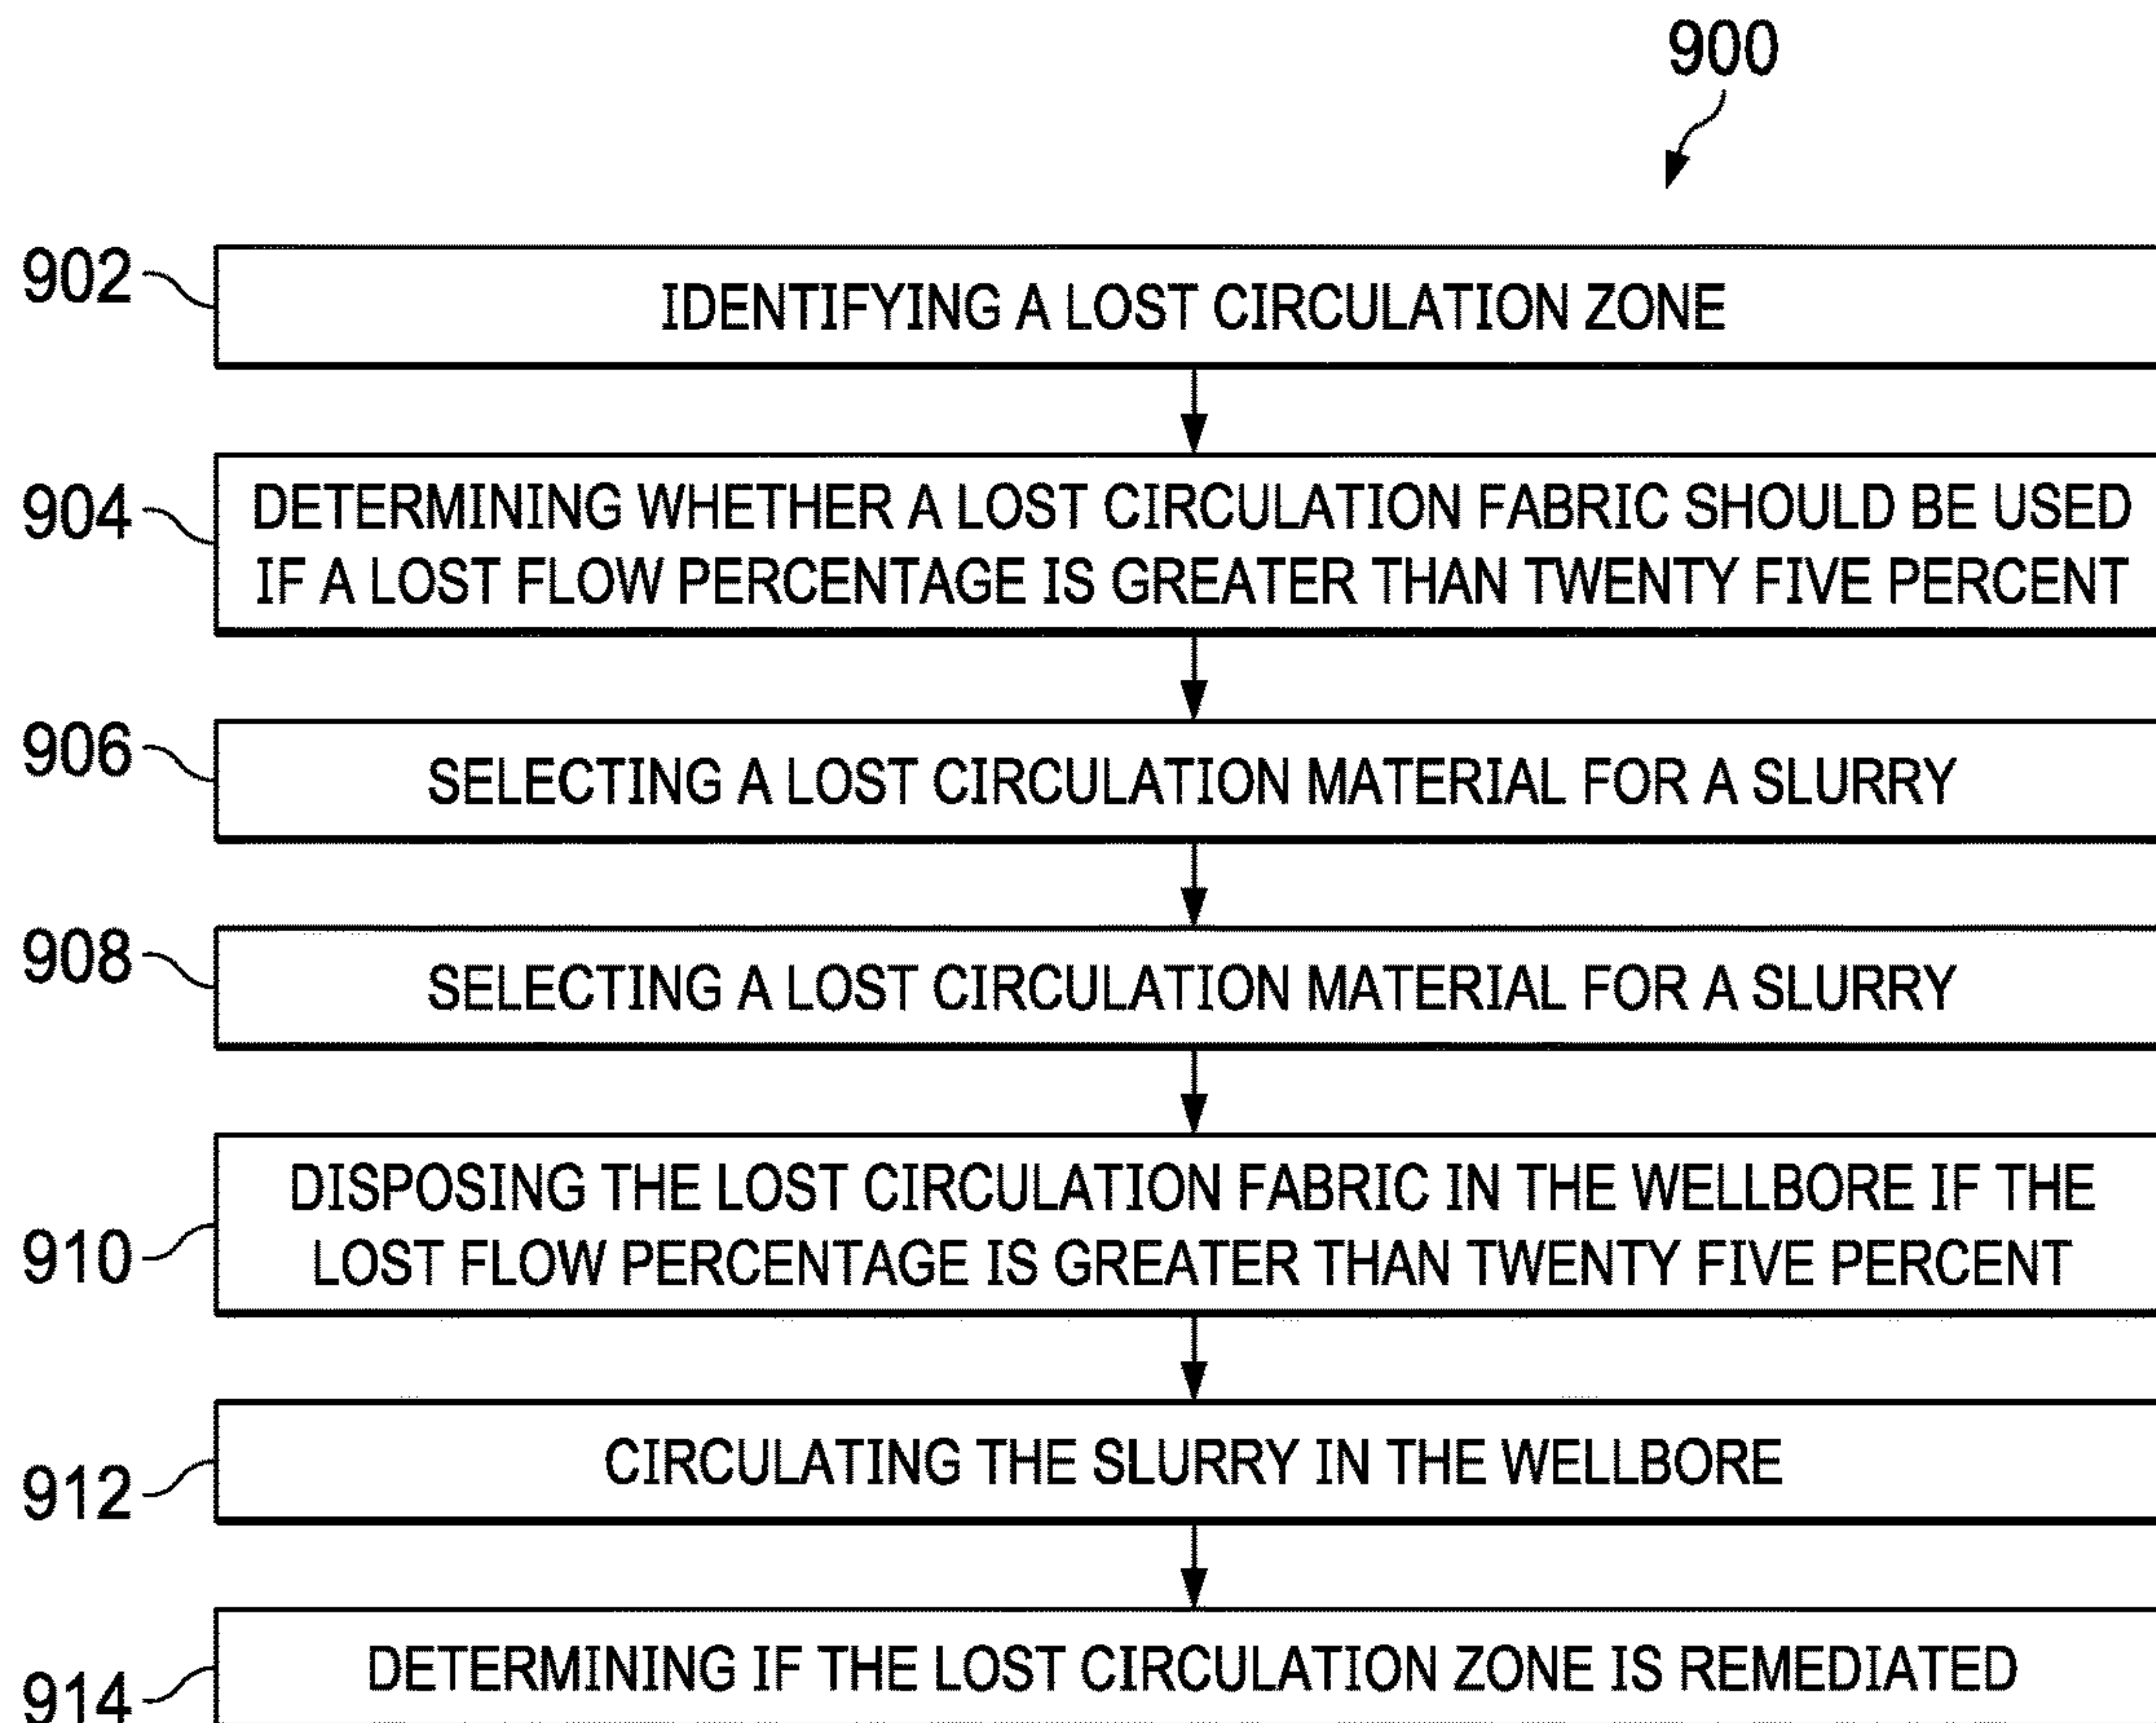 900
902
IDENTIFYING A LOST CIRCULATION ZONE
904
DETERMINING WHETHER A LOST CIRCULATION FABRIC SHOULD BE USED
IF A LOST FLOW PERCENTAGE IS GREATER THAN TWENTY FIVE PERCENT
906
SELECTING A LOST CIRCULATION MATERIAL FOR A SLURRY
908
SELECTING A LOST CIRCULATION MATERIAL FOR A SLURRY
910
DISPOSING THE LOST CIRCULATION FABRIC IN THE WELLBORE IF THE
LOST FLOW PERCENTAGE IS GREATER THAN TWENTY FIVE PERCENT
912
CIRCULATING THE SLURRY IN THE WELLBORE
914
DETERMINING IF THE LOST CIRCULATION ZONE IS REMEDIATED